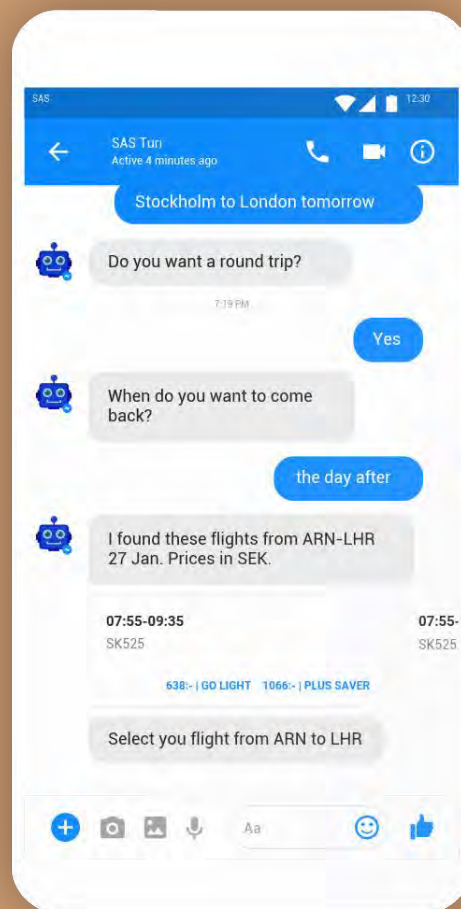 SAS
12:30
SAS Turi
Active 4 minutes ago
Stockholm to London tomorrow
Do you want a round trip?
7:19 PM
Yes
When do you want to come
back?
the day after
I found these flights from ARN-LHR
27 Jan. Prices in SEK.
07:55-09:35
07:55-
SK525
SK525
638:- | GO LIGHT 1066:- | PLUS SAVER
Select you flight from ARN to LHR
Aa